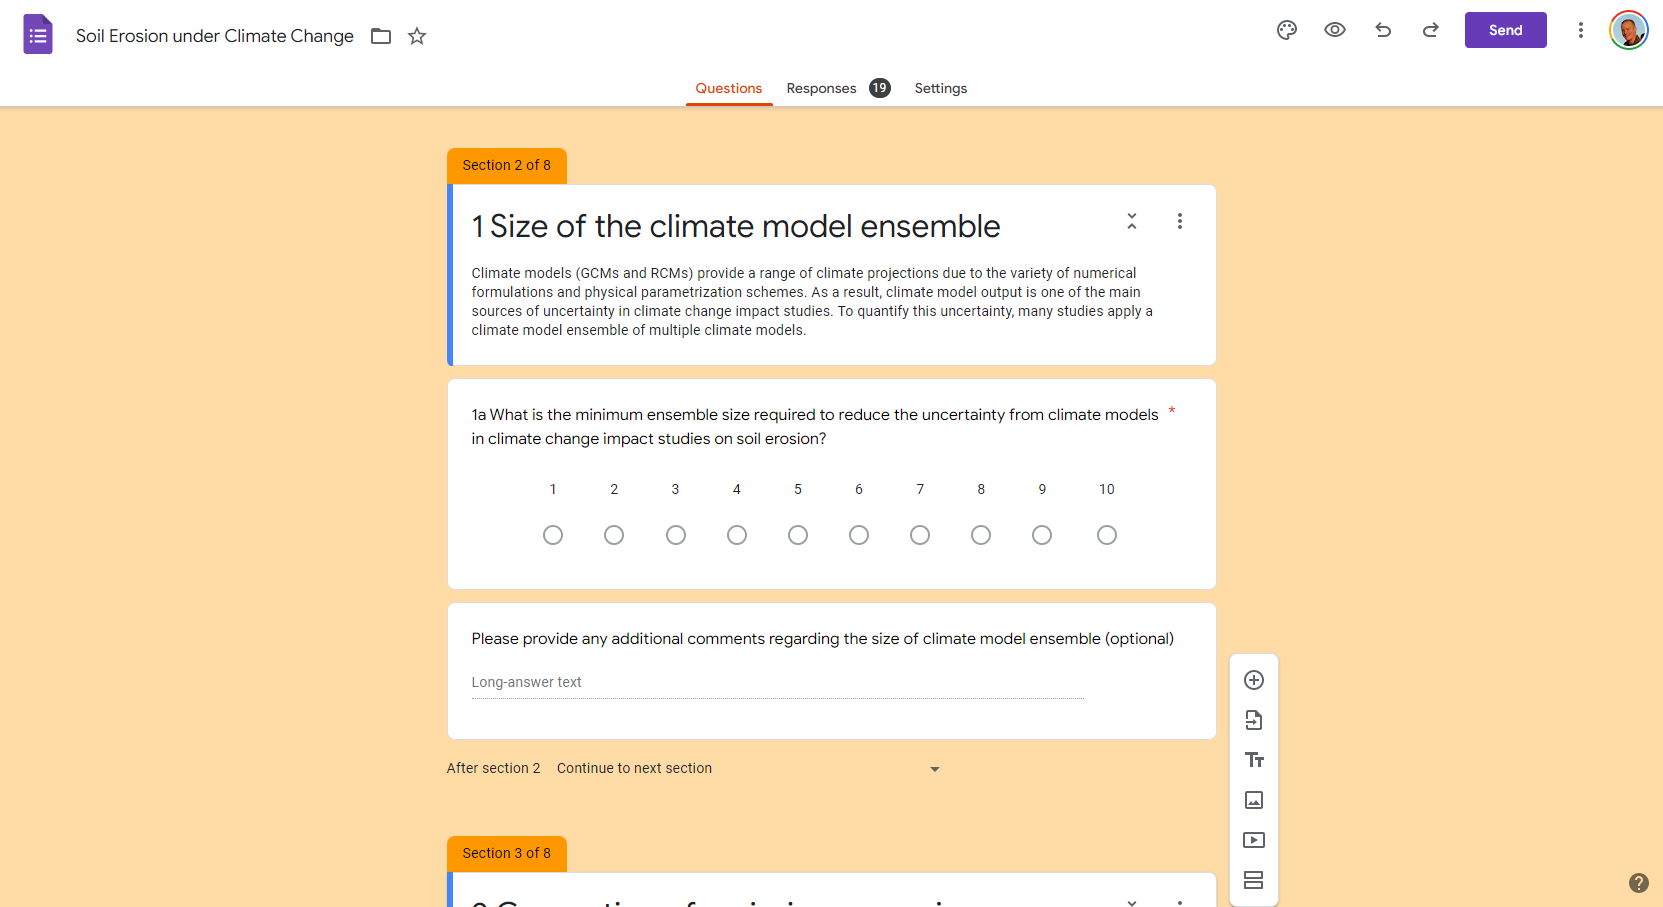 Soil Erosion under Climate Change
Send
Questions
Responses 19
Settings
Section 2 of 8
1 Size of the climate model ensemble
Climate models (GCMs and RCMs) provide a range of climate projections due to the variety of numerical
formulations and physical parametrization schemes. As a result, climate model output is one of the main
sources of uncertainty in climate change impact studies. To quantify this uncertainty, many studies apply a
climate model ensemble of multiple climate models.
1a What is the minimum ensemble size required to reduce the uncertainty from climate models *
in climate change impact studies on soil erosion?
1 2 3 4 5 6 7 8 9 10
Please provide any additional comments regarding the size of climate model ensemble (optional)
Long-answer text
After section 2 Continue to next section
Section 3 of 8